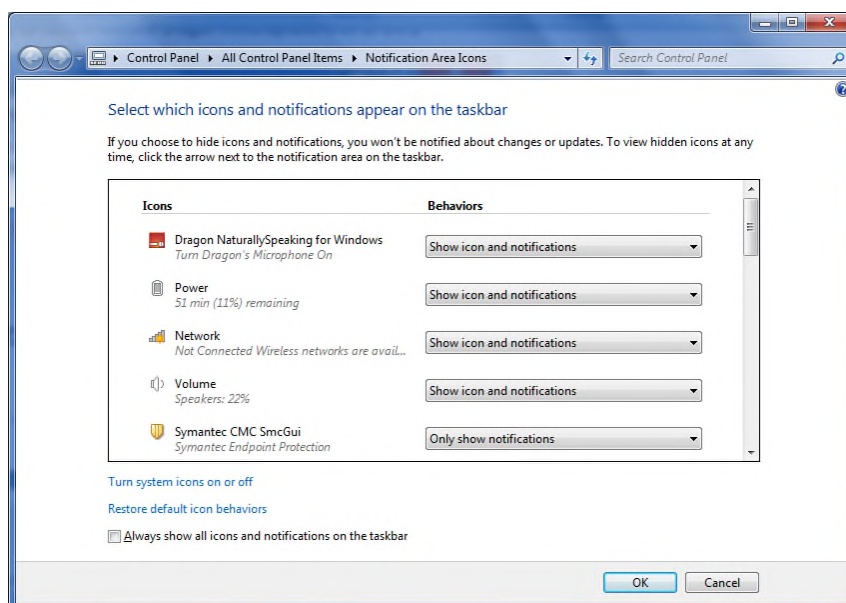 Control Panel ▸ All Control Panel Items ▸ Notification Area Icons
Search Control Panel
Select which icons and notifications appear on the taskbar
If you choose to hide icons and notifications, you won't be notified about changes or updates. To view hidden icons at any
time, click the arrow next to the notification area on the taskbar.
Icons Behaviors
Dragon NaturallySpeaking for Windows
Turn Dragon's Microphone On
Show icon and notifications
Power
51 min (11%) remaining
Show icon and notifications
Network
Not Connected Wireless networks are avail...
Show icon and notifications
Volume
Speakers: 22%
Show icon and notifications
Symantec CMC SmcGui
Symantec Endpoint Protection
Only show notifications
Turn system icons on or off
Restore default icon behaviors
Always show all icons and notifications on the taskbar
OK Cancel